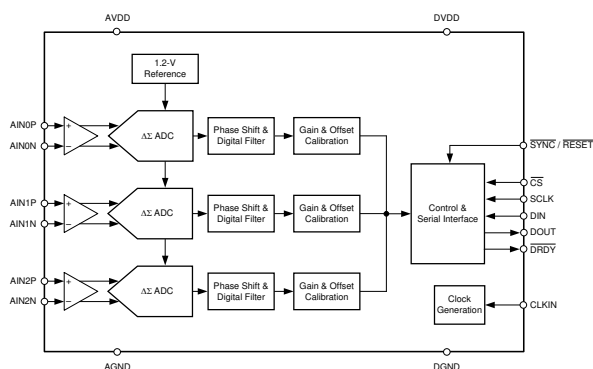 AVDD
DVDD
1.2-V
Reference
AIN0P
AIN0N
+
−
ΔΣ ADC
Phase Shift &
Digital Filter
Gain & Offset
Calibration
SYNC / RESET
AIN1P
AIN1N
+
−
ΔΣ ADC
Phase Shift &
Digital Filter
Gain & Offset
Calibration
Control &
Serial Interface
CS
SCLK
DIN
DOUT
DRDY
AIN2P
AIN2N
+
−
ΔΣ ADC
Phase Shift &
Digital Filter
Gain & Offset
Calibration
Clock
Generation
CLKIN
AGND
DGND